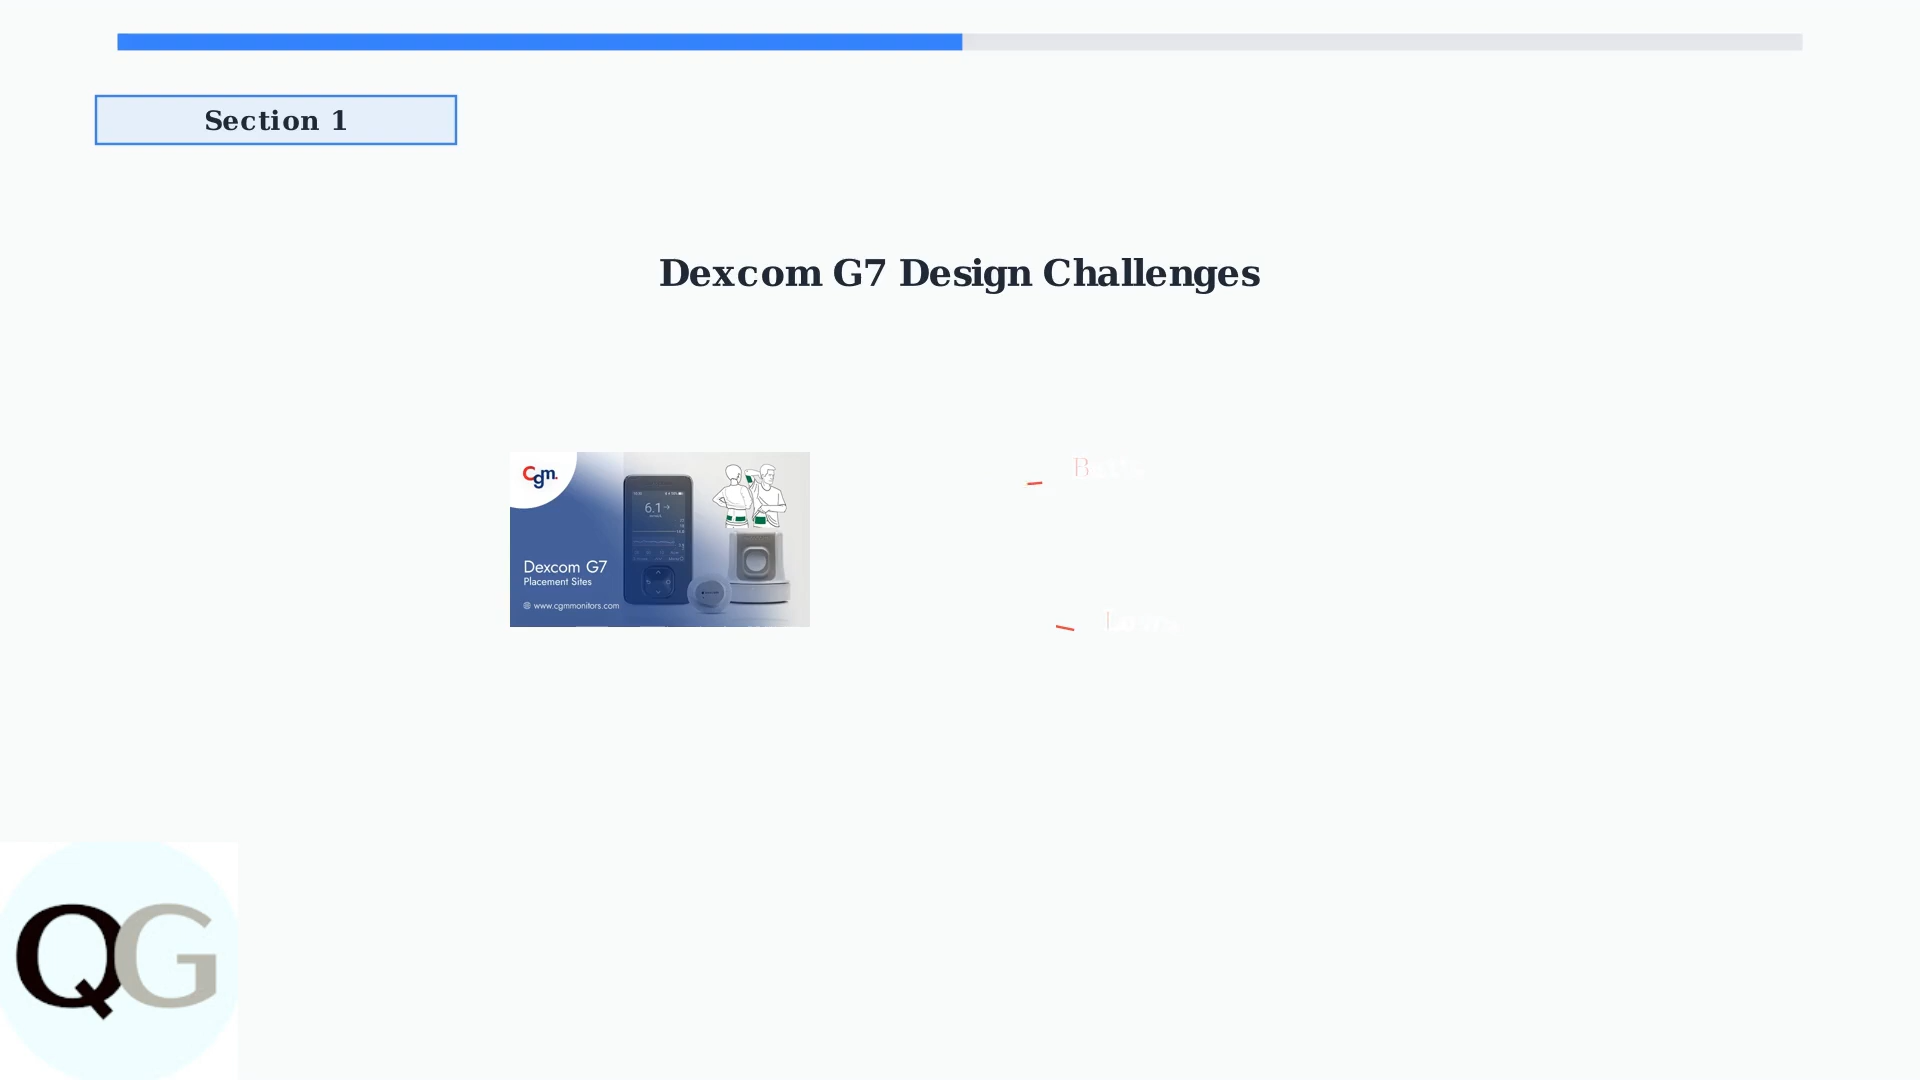 Section 1
Dexcom G7 Design Challenges
Cgm.
6.1
Dexcom G7
Placement Sites
www.cgmmonitors.com
QG